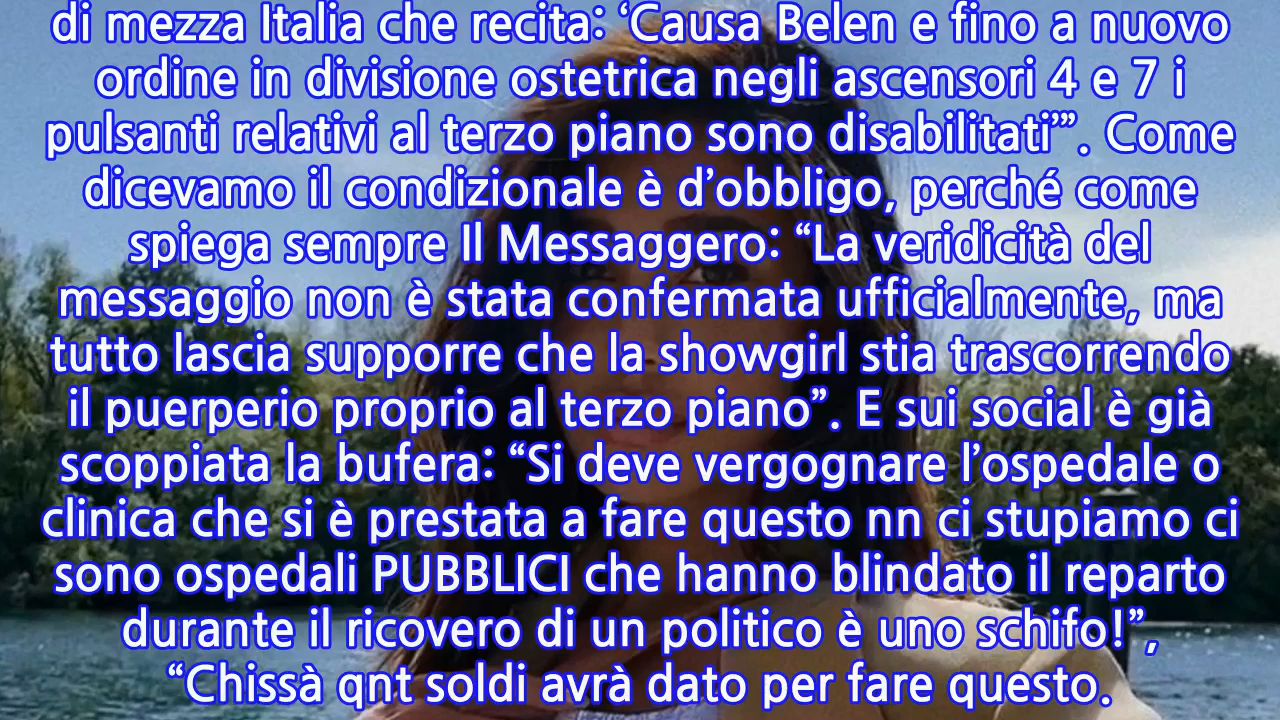 di mezza Italia che recita: ‘Causa Belen e fino a nuovo
ordine in divisione ostetrica negli ascensori 4 e 7 i
pulsanti relativi al terzo piano sono disabilitati’”. Come
dicevamo il condizionale è d’obbligo, perché come
spiega sempre Il Messaggero: “La veridicità del
messaggio non è stata confermata ufficialmente, ma
tutto lascia supporre che la showgirl stia trascorrendo
il puerperio proprio al terzo piano”. E sui social è già
scoppiata la bufera: “Si deve vergognare l’ospedale o
clinica che si è prestata a fare questo nn ci stupiamo ci
sono ospedali PUBBLICI che hanno blindato il reparto
durante il ricovero di un politico è uno schifo!”,
“Chissà qnt soldi avrà dato per fare questo.